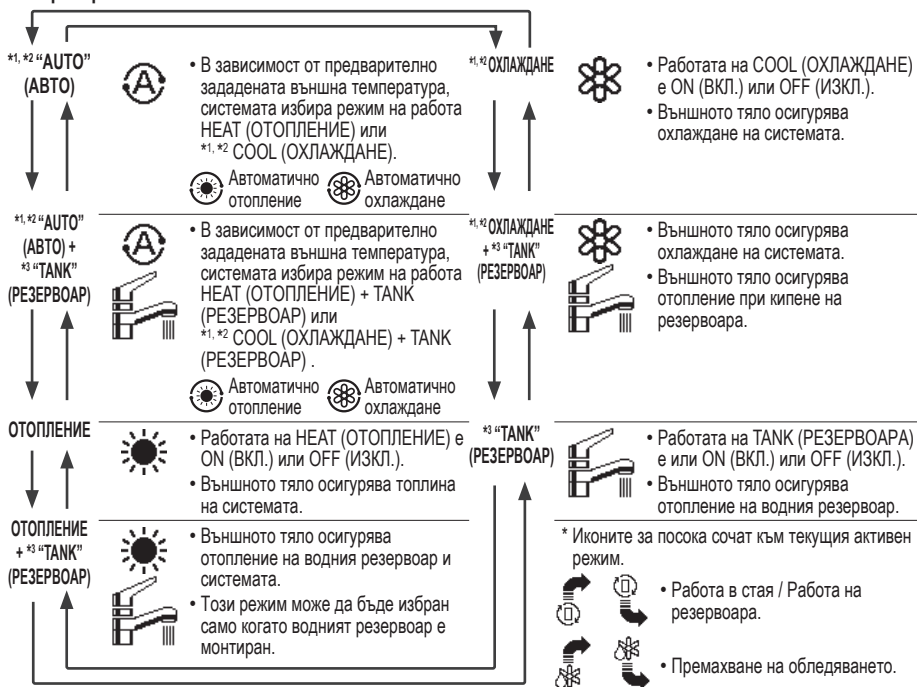 *1, *2 “AUTO”
(АВТО)
• В зависимост от предварително
зададената външна температура,
системата избира режим на работа
HEAT (ОТОПЛЕНИЕ) или
*1, *2 COOL (ОХЛАЖДАНЕ).
Автоматично
отопление
Автоматично
охлаждане
*1, *2 “AUTO”
(АВТО) +
*3 “TANK”
(РЕЗЕРВОАР)
• В зависимост от предварително
зададената външна температура,
системата избира режим на работа
HEAT (ОТОПЛЕНИЕ) + TANK
(РЕЗЕРВОАР) или
*1, *2 COOL (ОХЛАЖДАНЕ) + TANK
(РЕЗЕРВОАР) .
Автоматично
отопление
Автоматично
охлаждане
ОТОПЛЕНИЕ
• Работата на HEAT (ОТОПЛЕНИЕ) е
ON (ВКЛ.) или OFF (ИЗКЛ.).
• Външното тяло осигурява топлина
на системата.
ОТОПЛЕНИЕ
+ *3 “TANK”
(РЕЗЕРВОАР)
• Външното тяло осигурява
отопление на водния резервоар и
системата.
• Този режим може да бъде избран
само когато водният резервоар е
монтиран.
*1, *2 ОХЛАЖДАНЕ
• Работата на COOL (ОХЛАЖДАНЕ)
е ON (ВКЛ.) или OFF (ИЗКЛ.).
• Външното тяло осигурява
охлаждане на системата.
*1, *2 ОХЛАЖДАНЕ
+ *3 “TANK”
(РЕЗЕРВОАР)
• Външното тяло осигурява
охлаждане на системата.
• Външното тяло осигурява
отопление при кипене на
резервоара.
*3 “TANK”
(РЕЗЕРВОАР)
• Работата на TANK (РЕЗЕРВОАРА)
е или ON (ВКЛ.) или OFF (ИЗКЛ.).
• Външното тяло осигурява
отопление на водния резервоар.
* Иконите за посока сочат към текущия активен
режим.
• Работа в стая / Работа на
резервоара.
• Премахване на обледяването.